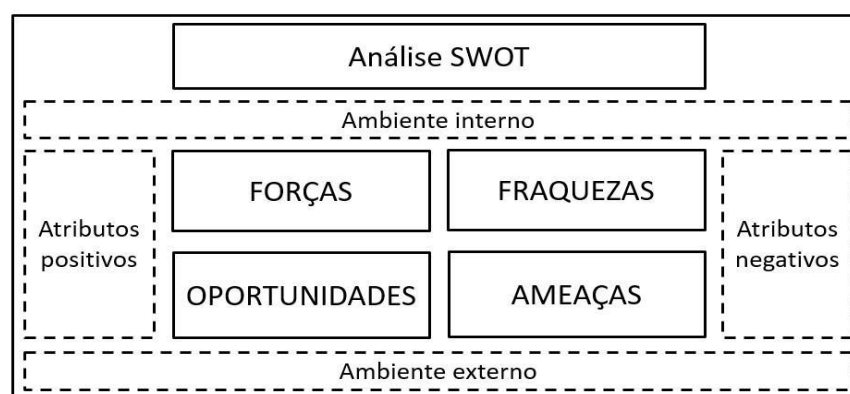 Análise SWOT
Ambiente interno
FORÇAS
FRAQUEZAS
Atributos
positivos
Atributos
negativos
OPORTUNIDADES
AMEAÇAS
Ambiente externo